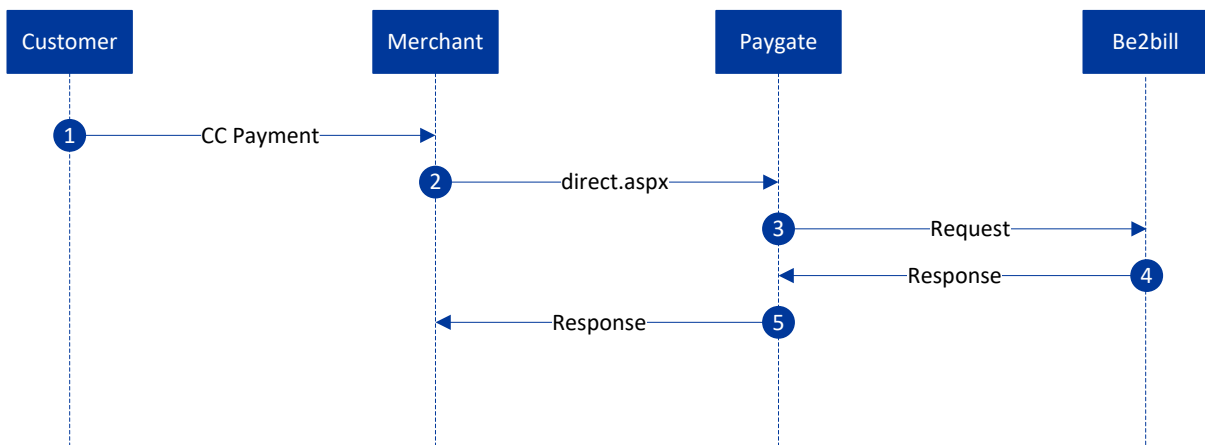 Customer
Merchant
Paygate
Be2bill
1
CC Payment
2
direct.aspx
3
Request
Response
4
Response
5